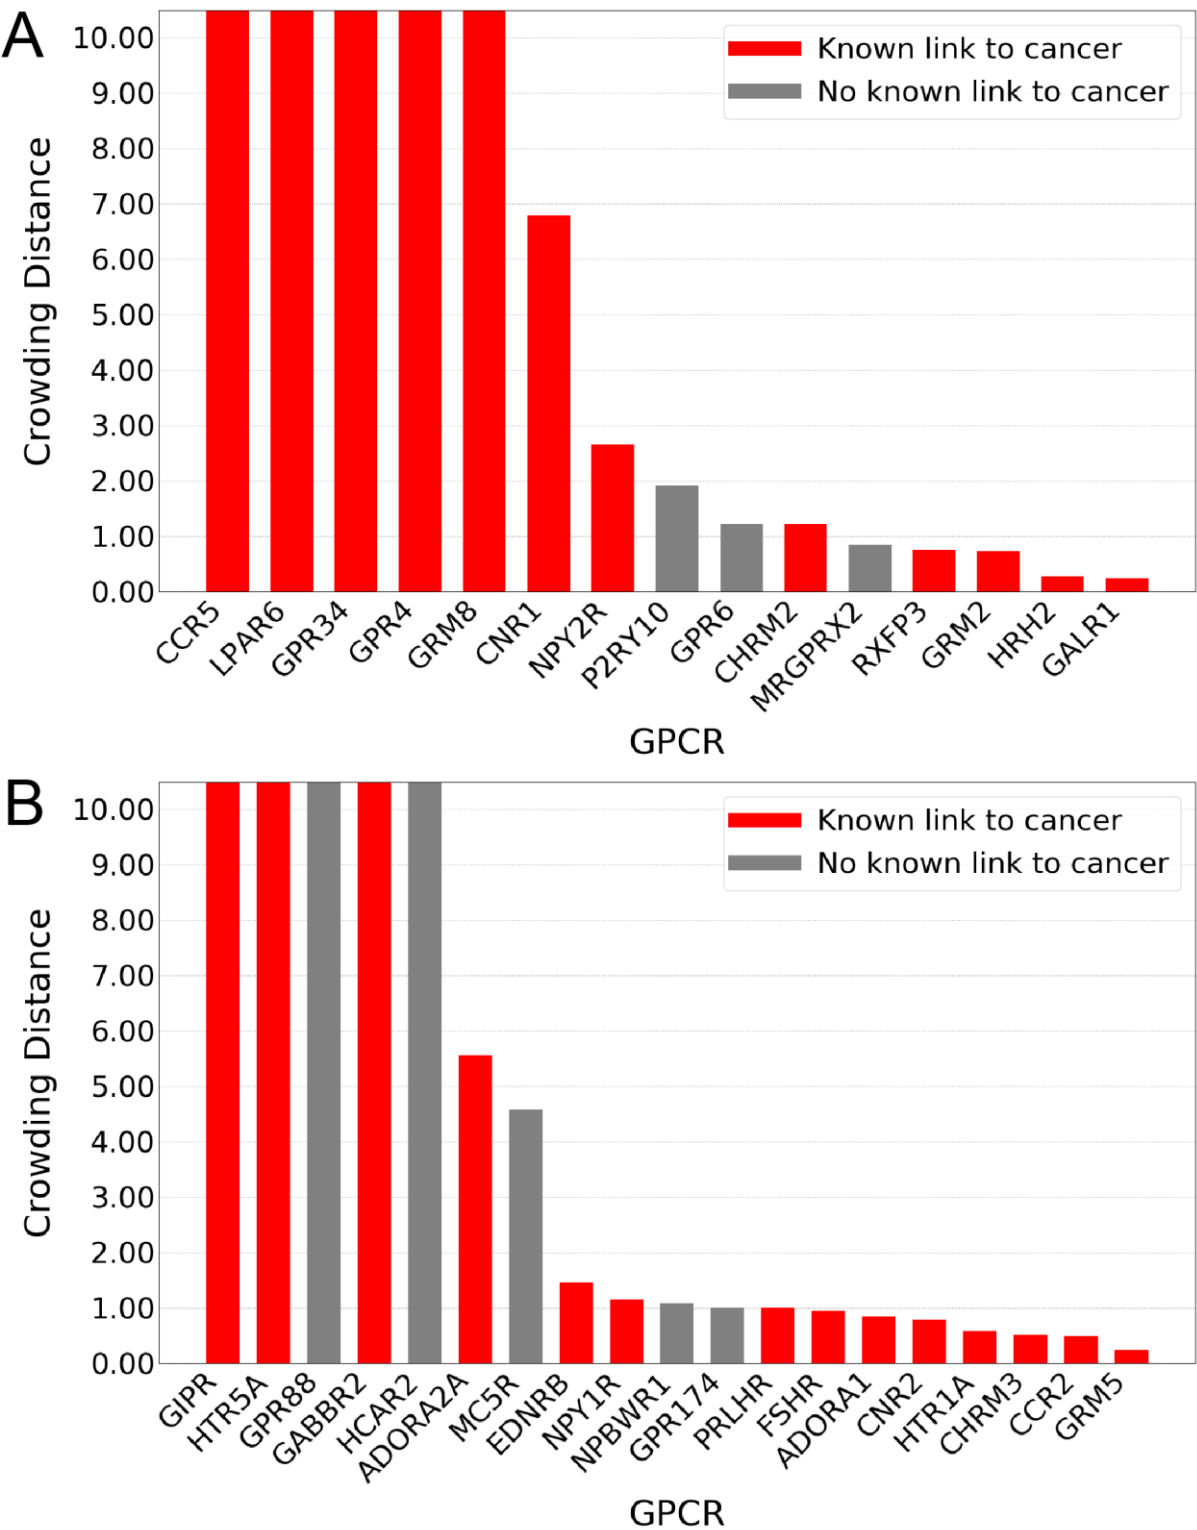 A
10.00
9.00
8.00
7.00
6.00
5.00
4.00
3.00
2.00
1.00
0.00
Crowding Distance
Known link to cancer
No known link to cancer
CCR5
LPAR6
GPR34
GPR4
GRM8
CNR1
NPY2R
P2RY10
GPR6
CHRM2
MRGPRX2
RXFP3
GRM2
HRH2
GALR1
GPCR
B
10.00
9.00
8.00
7.00
6.00
5.00
4.00
3.00
2.00
1.00
0.00
Crowding Distance
Known link to cancer
No known link to cancer
GIPR
HTR5A
GPR88
GABBR2
HCAR2
ADORA2A
MC5R
EDNRB
NPY1R
NPBWR1
GPR174
PRLHR
FSHR
ADORA1
CNR2
HTR1A
CHRM3
CCR2
GRM5
GPCR